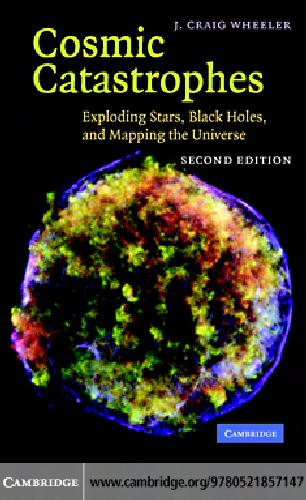 J. CRAIG WHEELER
Cosmic
Catastrophes
Exploding Stars, Black Holes,
and Mapping the Universe
SECOND EDITION
CAMBRIDGE
CAMBRIDGE www.cambridge.org/9780521857147